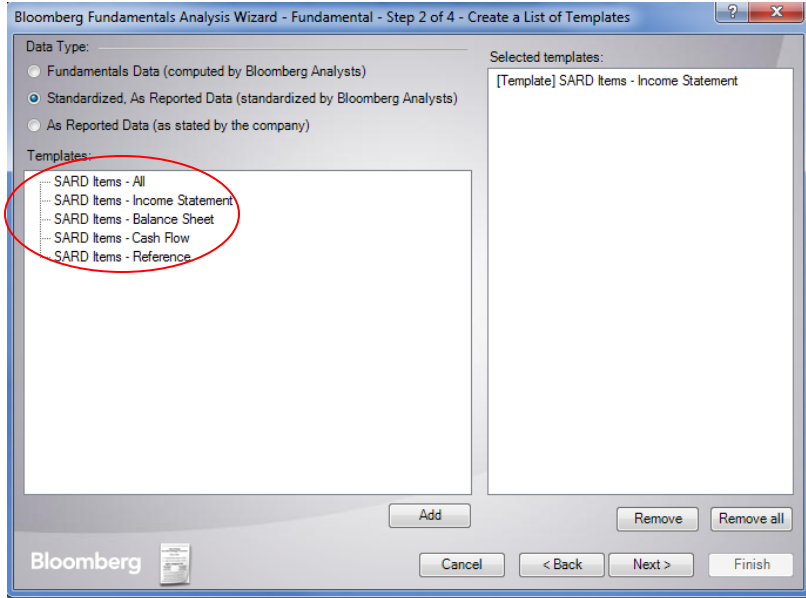 Bloomberg Fundamentals Analysis Wizard - Fundamental - Step 2 of 4 - Create a List of Templates
? x
Data Type:
Fundamentals Data (computed by Bloomberg Analysts)
Standardized, As Reported Data (standardized by Bloomberg Analysts)
As Reported Data (as stated by the company)
Templates:
SARD Items - All
SARD Items - Income Statement
SARD Items - Balance Sheet
SARD Items - Cash Flow
SARD Items - Reference
Selected templates:
[Template] SARD Items - Income Statement
Add
Remove
Remove all
Bloomberg
Cancel
< Back
Next >
Finish